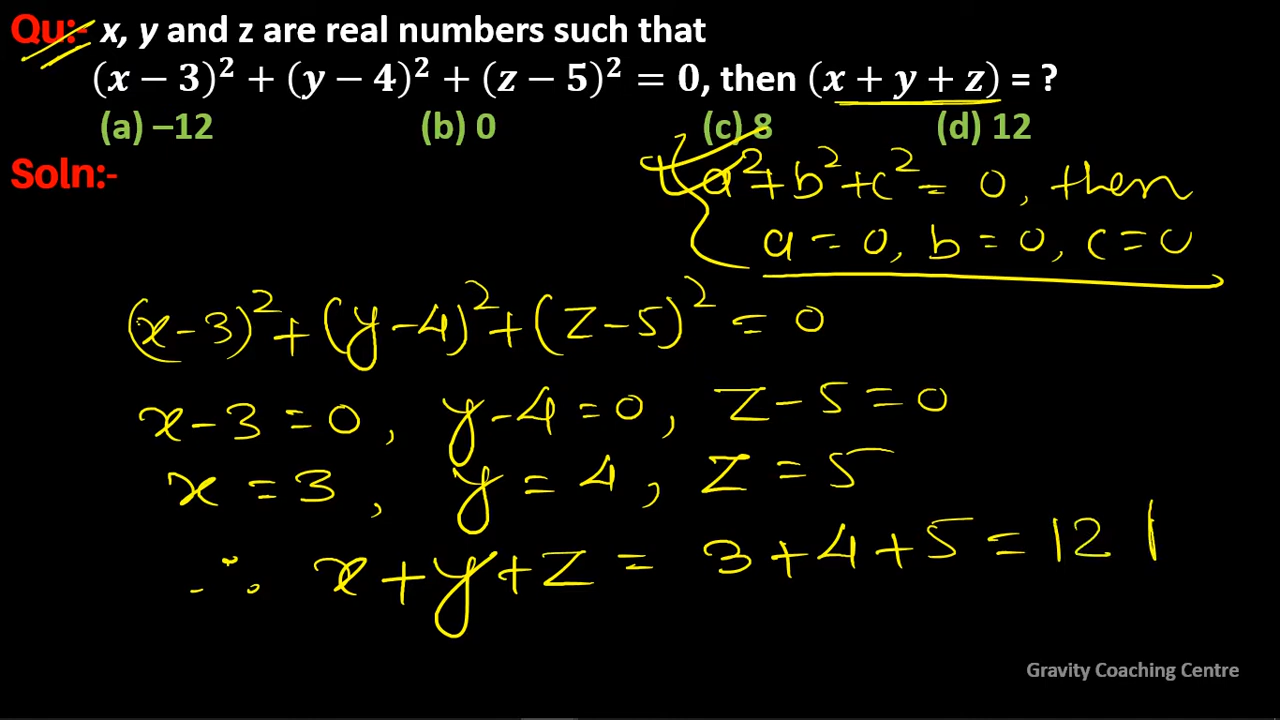 Qu:- x, y and z are real numbers such that
(x − 3)² + (y − 4)² + (z − 5)² = 0, then (x + y + z) = ?
(a) –12 (b) 0 (c) 8 (d) 12
Soln:-
a² + b² + c² = 0, then
a = 0, b = 0, c = 0
(x − 3)² + (y − 4)² + (z − 5)² = 0
x − 3 = 0, y − 4 = 0, z − 5 = 0
x = 3, y = 4, z = 5
∴ x + y + z = 3 + 4 + 5 = 12
Gravity Coaching Centre